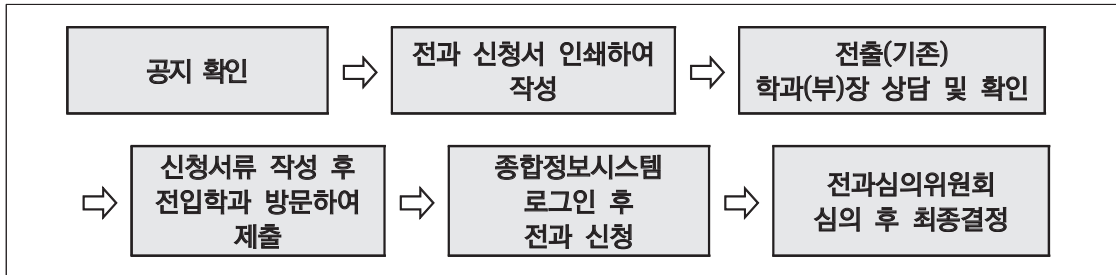 공지 확인
전과 신청서 인쇄하여
작성
전출(기존)
학과(부)장 상담 및 확인
신청서류 작성 후
전입학과 방문하여
제출
종합정보시스템
로그인 후
전과 신청
전과심의위원회
심의 후 최종결정